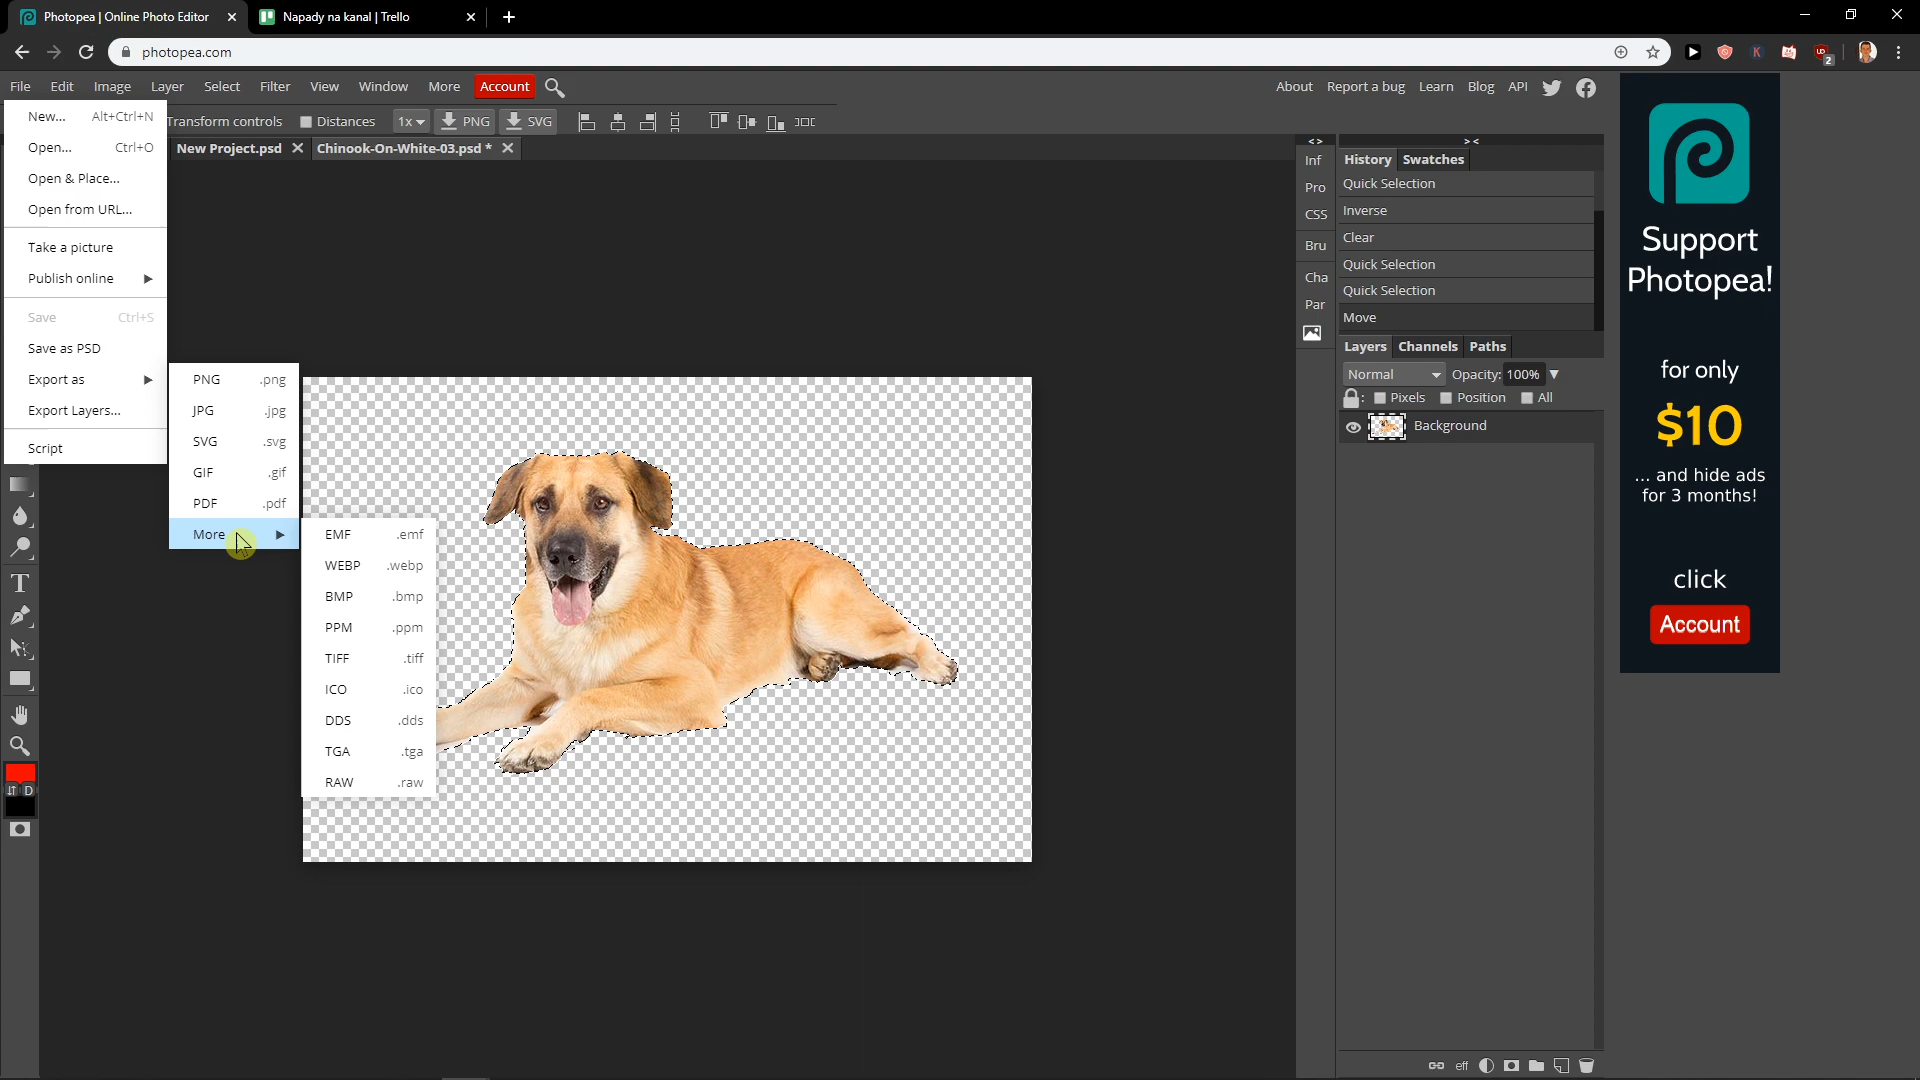 Photopea | Online Photo Editor
Napady na kanal | Trello
photopea.com
2
File Edit Image Layer Select Filter View Window More Account
About Report a bug Learn Blog API
Transform controls Distances 1x PNG SVG
New Project.psd
Chinook-On-White-03.psd *
New... Alt+Ctrl+N
Open... Ctrl+O
Open & Place...
Open from URL...
Take a picture
Publish online
Save Ctrl+S
Save as PSD
Export as
Export Layers...
Script
PNG .png
JPG .jpg
SVG .svg
GIF .gif
PDF .pdf
More
EMF .emf
WEBP .webp
BMP .bmp
PPM .ppm
TIFF .tiff
ICO .ico
DDS .dds
TGA .tga
RAW .raw
T
D
< >
> <
Inf
Pro
CSS
Bru
Cha
Par
History Swatches
Quick Selection
Inverse
Clear
Quick Selection
Quick Selection
Move
Layers Channels Paths
Normal Opacity: 100%
: Pixels Position All
Background
eff
Support
Photopea!
for only
$10
... and hide ads
for 3 months!
click
Account